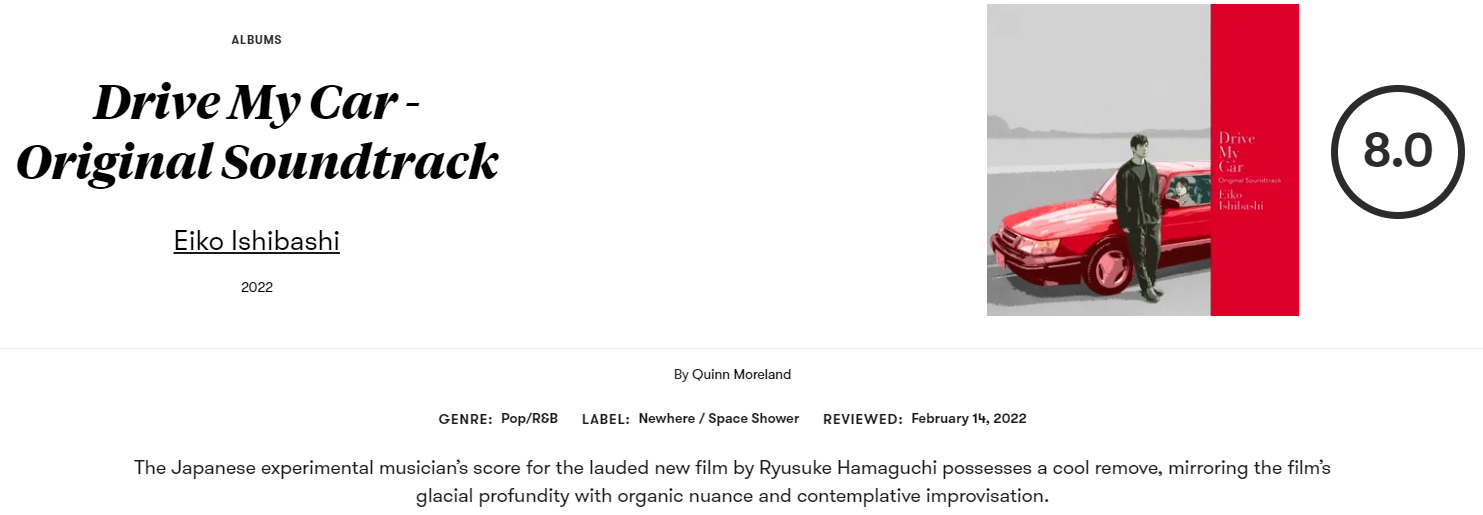 ALBUMS
Drive My Car -
Original Soundtrack
Eiko Ishibashi
2022
Drive
My
Car
Original Soundtrack
Eiko
Ishibashi
8.0
By Quinn Moreland
GENRE: Pop/R&B LABEL: Newhere / Space Shower REVIEWED: February 14, 2022
The Japanese experimental musician’s score for the lauded new film by Ryusuke Hamaguchi possesses a cool remove, mirroring the film’s
glacial profundity with organic nuance and contemplative improvisation.